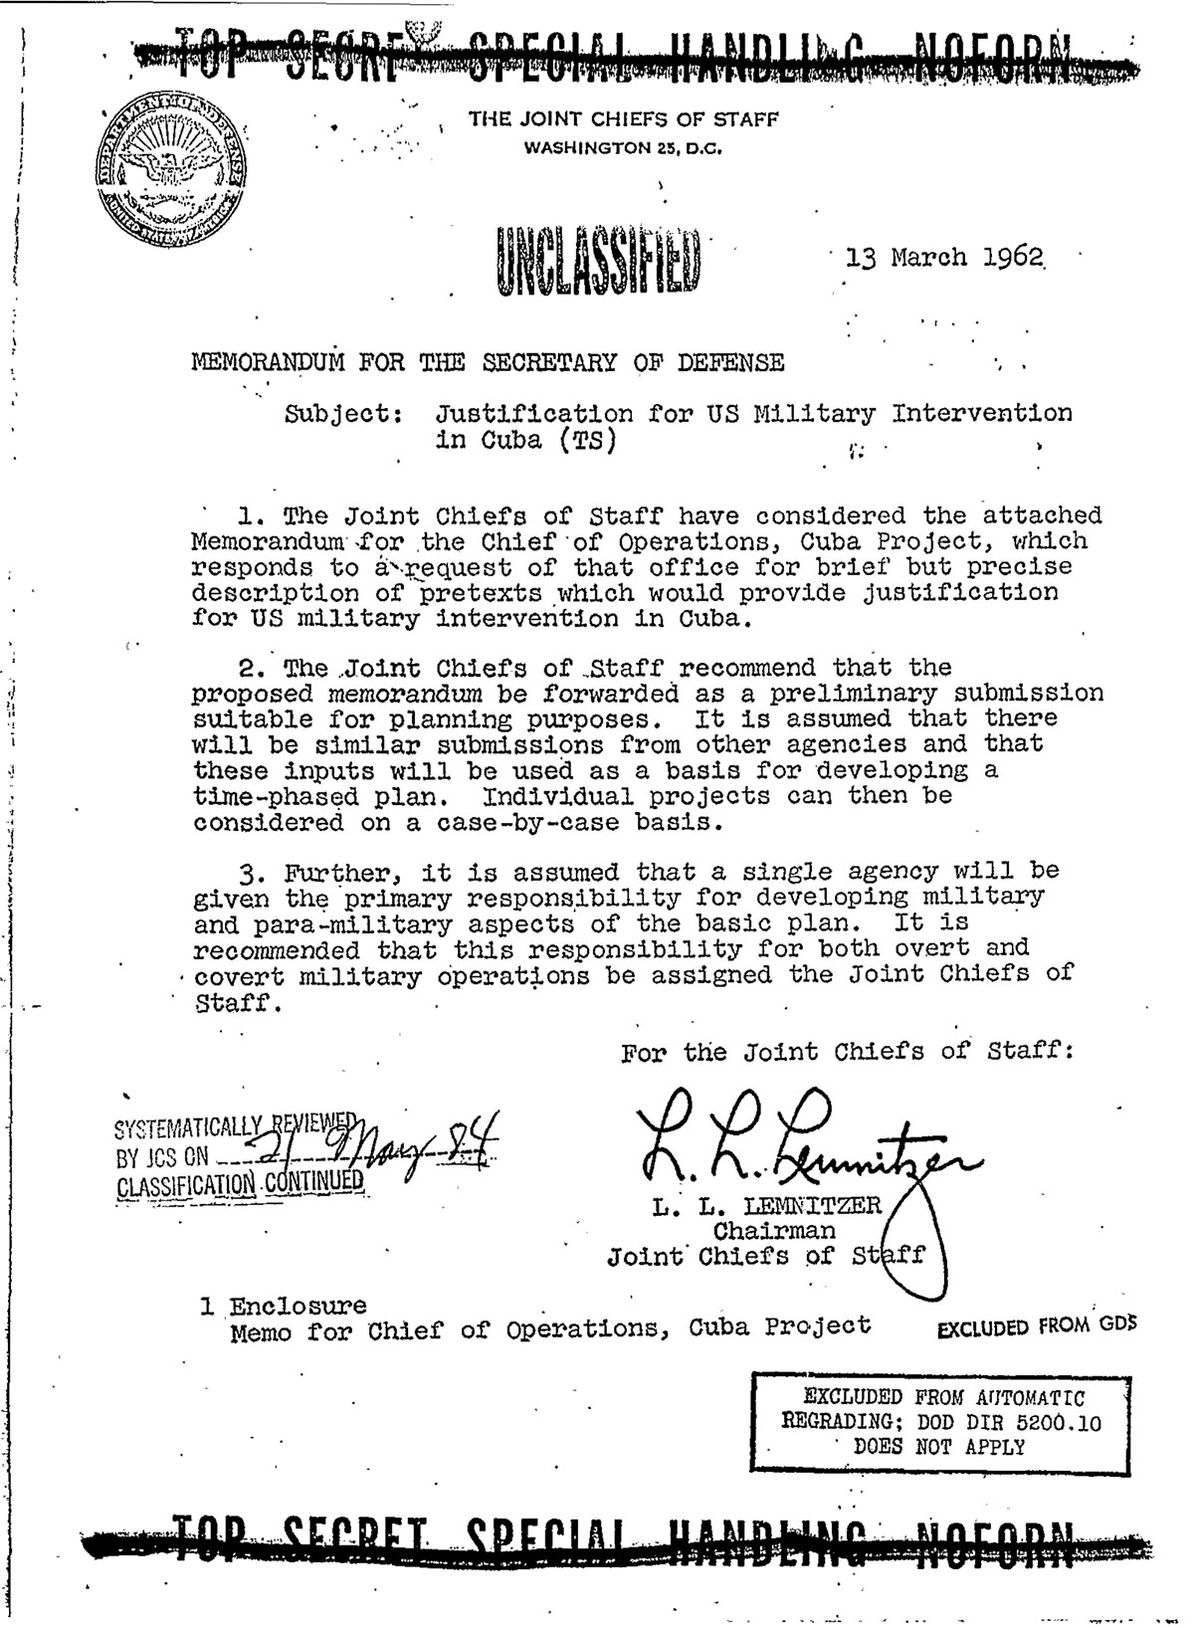 TOP SECRET SPECIAL HANDLING NOFORN
DEPARTMENT OF DEFENSE
UNITED STATES OF AMERICA
THE JOINT CHIEFS OF STAFF
WASHINGTON 25, D.C.
UNCLASSIFIED
13 March 1962
MEMORANDUM FOR THE SECRETARY OF DEFENSE
Subject: Justification for US Military Intervention
in Cuba (TS)
1. The Joint Chiefs of Staff have considered the attached
Memorandum for the Chief of Operations, Cuba Project, which
responds to a request of that office for brief but precise
description of pretexts which would provide justification
for US military intervention in Cuba.
2. The Joint Chiefs of Staff recommend that the
proposed memorandum be forwarded as a preliminary submission
suitable for planning purposes. It is assumed that there
will be similar submissions from other agencies and that
these inputs will be used as a basis for developing a
time-phased plan. Individual projects can then be
considered on a case-by-case basis.
3. Further, it is assumed that a single agency will be
given the primary responsibility for developing military
and para-military aspects of the basic plan. It is
recommended that this responsibility for both overt and
covert military operations be assigned the Joint Chiefs of
Staff.
For the Joint Chiefs of Staff:
SYSTEMATICALLY REVIEWED
BY JCS ON 21 May 84
CLASSIFICATION CONTINUED
L. L. Lemnitzer
L. L. LEMNITZER
Chairman
Joint Chiefs of Staff
1 Enclosure
Memo for Chief of Operations, Cuba Project
EXCLUDED FROM GDS
EXCLUDED FROM AUTOMATIC
REGRADING; DOD DIR 5200.10
DOES NOT APPLY
TOP SECRET SPECIAL HANDLING NOFORN